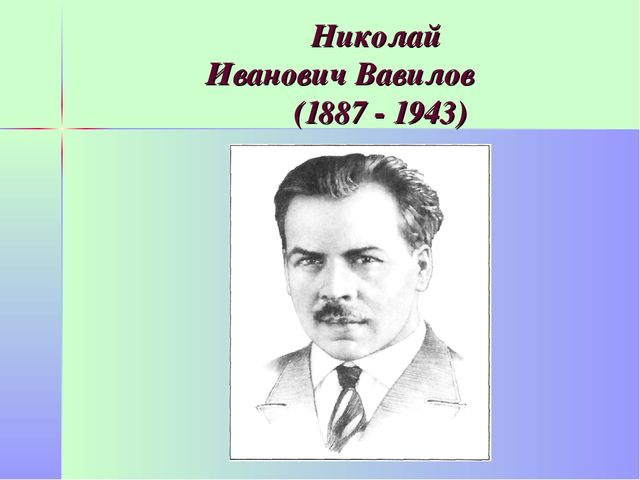 Николай
Иванович Вавилов
(1887 - 1943)